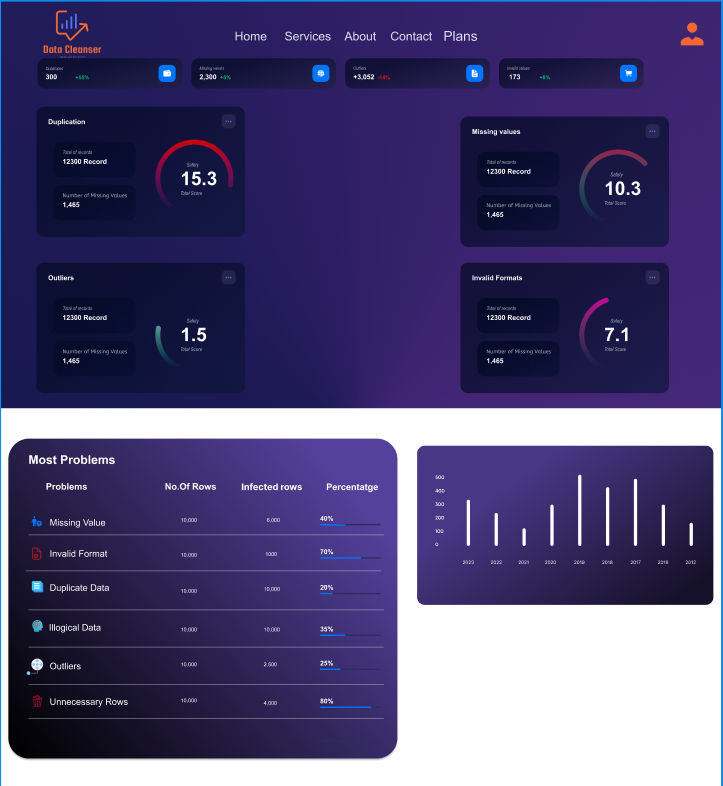 Data Cleanser
Home Services About Contact Plans
Duplicates
300 +55%
Missing values
2,300 +5%
Outliers
+3,052 -14%
Invalid values
173 +8%
Duplication
Total of records
12300 Record
Number of Missing Values
1,465
Safety
15.3
Total Score
Missing values
Total of records
12300 Record
Number of Missing Values
1,465
Safety
10.3
Total Score
Outliers
Total of records
12300 Record
Number of Missing Values
1,465
Safety
1.5
Total Score
Invalid Formats
Total of records
12300 Record
Number of Missing Values
1,465
Safety
7.1
Total Score
Most Problems
Problems No.Of Rows Infected rows Percentatge
Missing Value 10,000 6,000 40%
Invalid Format 10,000 1000 70%
Duplicate Data 10,000 10,000 20%
Illogical Data 10,000 10,000 35%
Outliers 10,000 2,500 25%
Unnecessary Rows 10,000 4,000 80%
500
400
300
200
100
0
2023 2022 2021 2020 2019 2018 2017 2019 2012